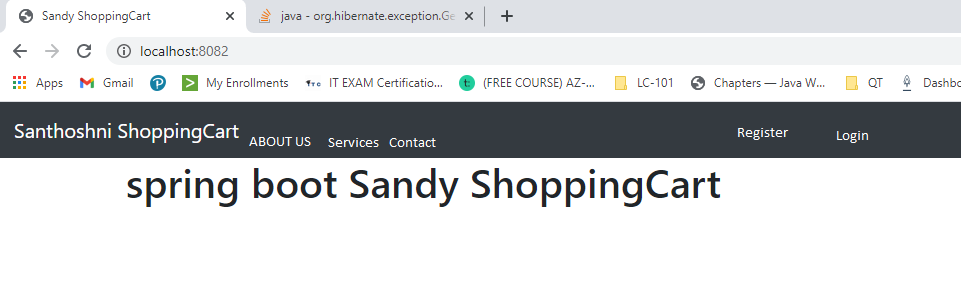 Sandy ShoppingCart java - org.hibernate.exception.Ge
localhost:8082
Apps Gmail My Enrollments IT EXAM Certificatio... (FREE COURSE) AZ-... LC-101 Chapters — Java W... QT Dashbo
Santhoshni ShoppingCart ABOUT US Services Contact Register Login
spring boot Sandy ShoppingCart